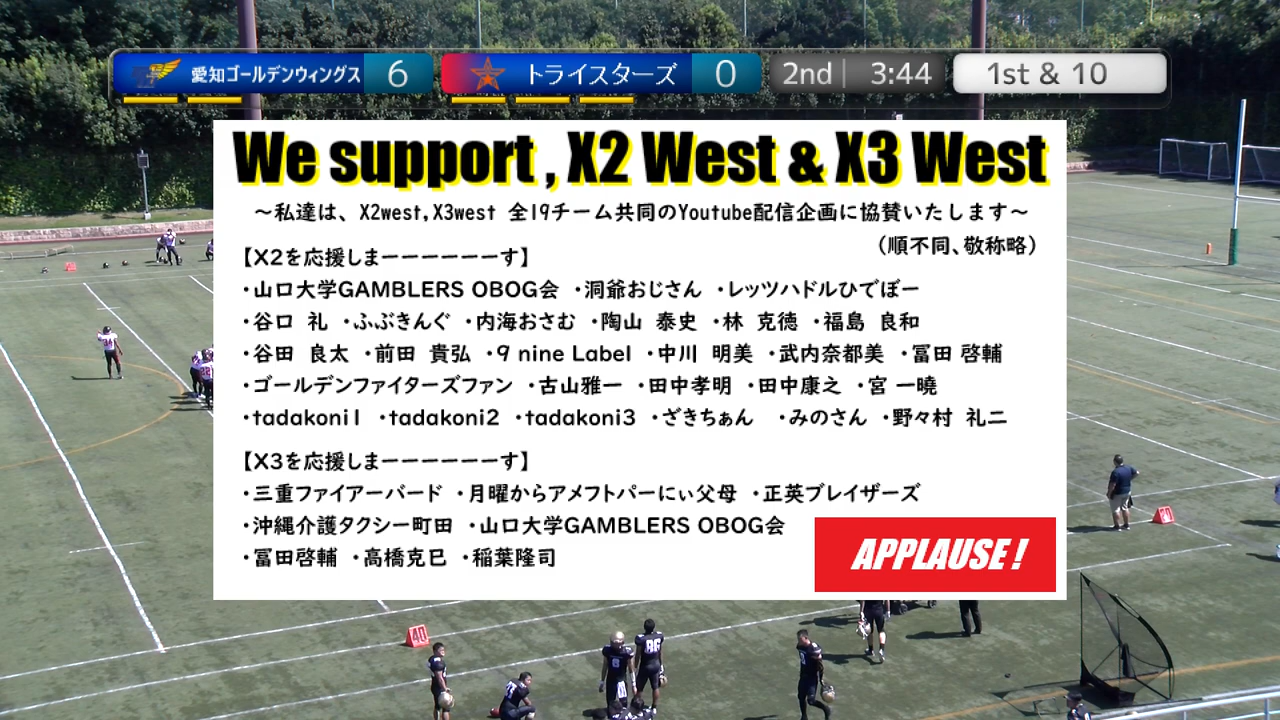 愛知ゴールデンウィングス 6 トライスターズ 0 2nd 3:44 1st & 10
We support , X2 West & X3 West
～私達は、X2west,X3west 全19チーム共同のYoutube配信企画に協賛いたします～
（順不同、敬称略）
【X2を応援しまーーーーーーす】
・山口大学GAMBLERS OBOG会 ・洞爺おじさん ・レッツハドルひでぼー
・谷口 礼 ・ふぶきんぐ ・内海おさむ ・陶山 泰史 ・林 克徳 ・福島 良和
・谷田 良太 ・前田 貴弘 ・9 nine Label ・中川 明美 ・武内奈都美 ・冨田 啓輔
・ゴールデンファイターズファン ・古山雅一 ・田中孝明 ・田中康之 ・宮 一曉
・tadakoni1 ・tadakoni2 ・tadakoni3 ・ざきちぁん ・みのさん ・野々村 礼二
【X3を応援しまーーーーーーす】
・三重ファイアーバード ・月曜からアメフトパーにぃ父母 ・正英ブレイザーズ
・沖縄介護タクシー町田 ・山口大学GAMBLERS OBOG会
・冨田啓輔 ・高橋克巳 ・稲葉隆司
APPLAUSE !
40
86